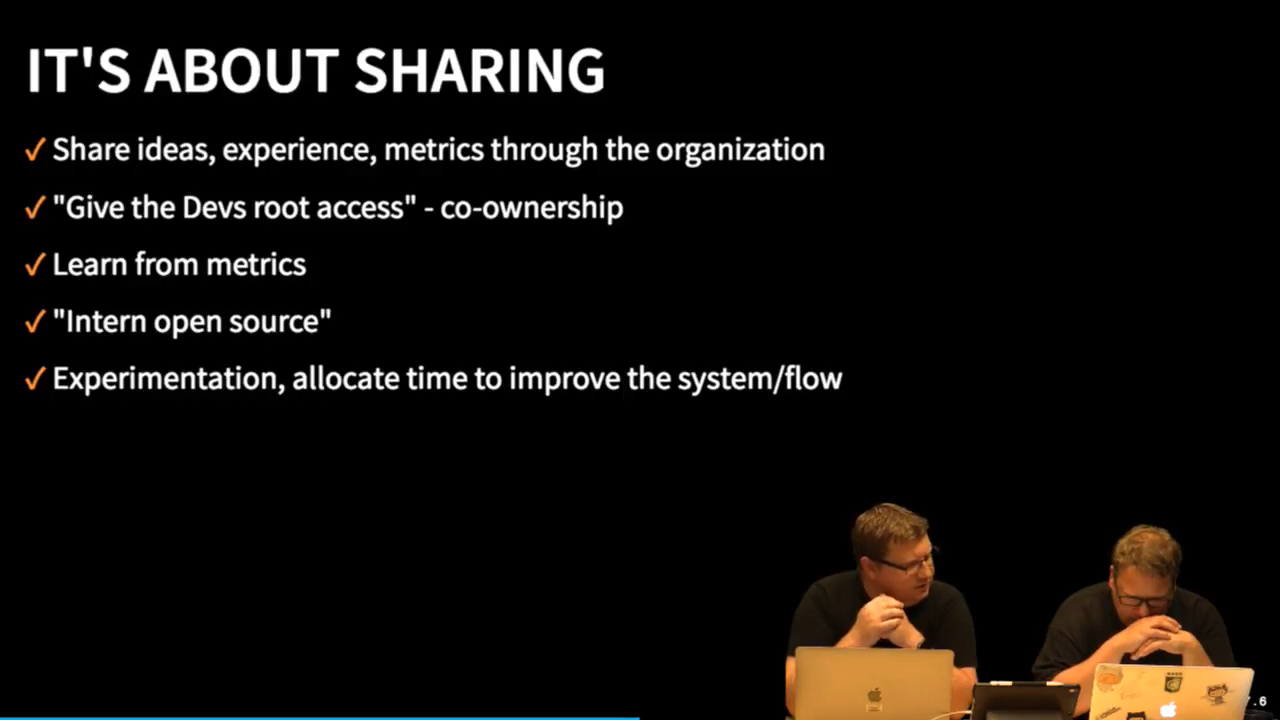 IT'S ABOUT SHARING
✓ Share ideas, experience, metrics through the organization
✓ "Give the Devs root access" - co-ownership
✓ Learn from metrics
✓ "Intern open source"
✓ Experimentation, allocate time to improve the system/flow
.6